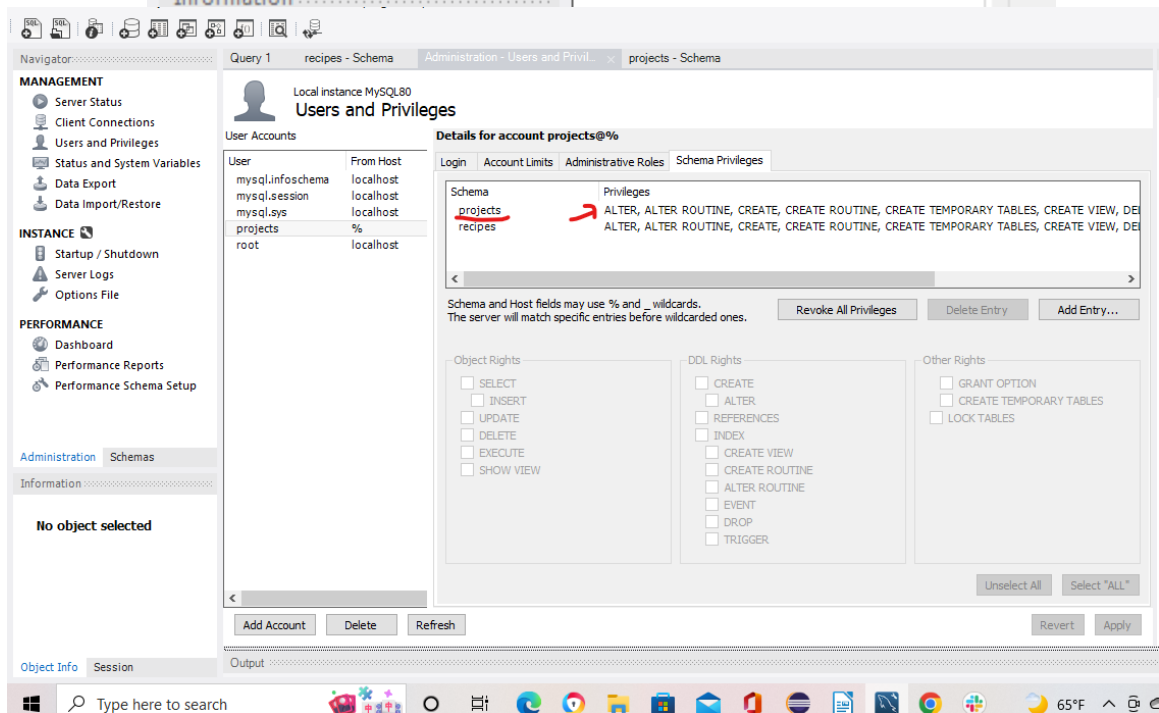 Information
Navigator
MANAGEMENT
Server Status
Client Connections
Users and Privileges
Status and System Variables
Data Export
Data Import/Restore
INSTANCE
Startup / Shutdown
Server Logs
Options File
PERFORMANCE
Dashboard
Performance Reports
Performance Schema Setup
Administration Schemas
Information
No object selected
Object Info Session
Query 1 recipes - Schema Administration - Users and Privil... projects - Schema
Local instance MySQL80
Users and Privileges
User Accounts
User From Host
mysql.infoschema localhost
mysql.session localhost
mysql.sys localhost
projects %
root localhost
Add Account Delete Refresh
Details for account projects@%
Login Account Limits Administrative Roles Schema Privileges
Schema Privileges
projects ALTER, ALTER ROUTINE, CREATE, CREATE ROUTINE, CREATE TEMPORARY TABLES, CREATE VIEW, DEL
recipes ALTER, ALTER ROUTINE, CREATE, CREATE ROUTINE, CREATE TEMPORARY TABLES, CREATE VIEW, DEL
Schema and Host fields may use % and _ wildcards.
The server will match specific entries before wildcarded ones.
Revoke All Privileges Delete Entry Add Entry...
Object Rights
SELECT
INSERT
UPDATE
DELETE
EXECUTE
SHOW VIEW
DDL Rights
CREATE
ALTER
REFERENCES
INDEX
CREATE VIEW
CREATE ROUTINE
ALTER ROUTINE
EVENT
DROP
TRIGGER
Other Rights
GRANT OPTION
CREATE TEMPORARY TABLES
LOCK TABLES
Unselect All Select "ALL"
Revert Apply
Output
Type here to search
65°F